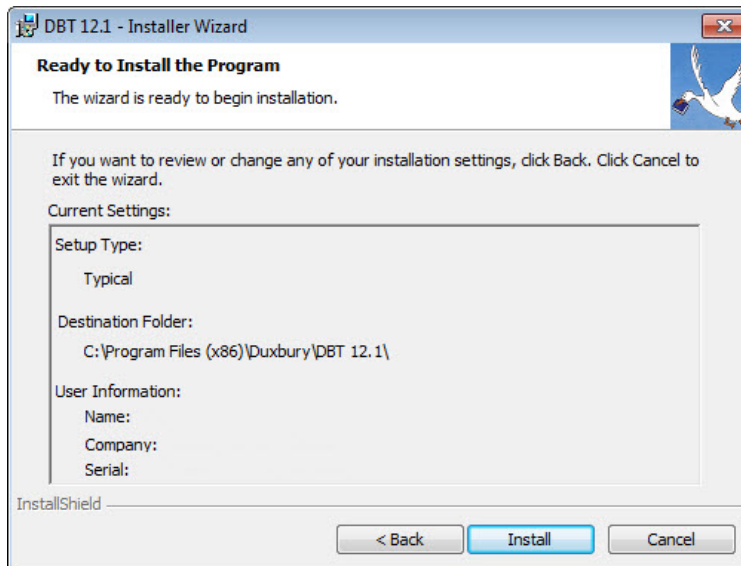 DBT 12.1 - Installer Wizard
Ready to Install the Program
The wizard is ready to begin installation.
If you want to review or change any of your installation settings, click Back. Click Cancel to
exit the wizard.
Current Settings:
Setup Type:
Typical
Destination Folder:
C:\Program Files (x86)\Duxbury\DBT 12.1\
User Information:
Name:
Company:
Serial:
InstallShield
< Back
Install
Cancel